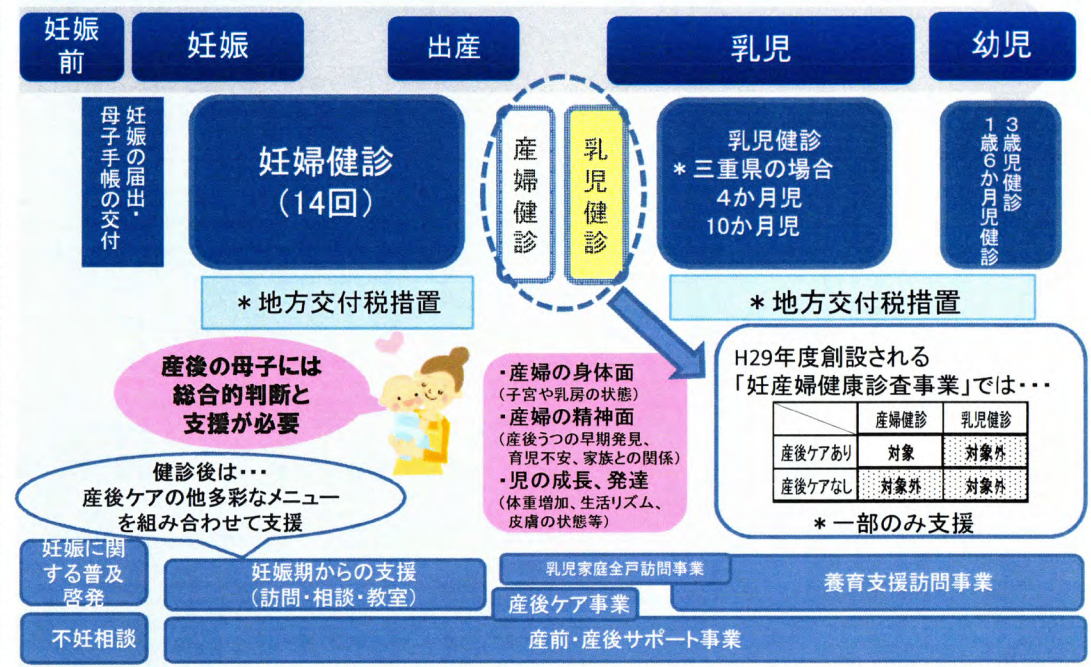 妊娠
前
妊娠
出産
乳児
幼児
妊娠の届出・
母子手帳の交付
妊婦健診
（14回）
産婦健診
乳児健診
乳児健診
＊三重県の場合
4か月児
10か月児
3歳児健診
1歳6か月児健診
＊地方交付税措置
＊地方交付税措置
産後の母子には
総合的判断と
支援が必要
・産婦の身体面
（子宮や乳房の状態）
・産婦の精神面
（産後うつの早期発見、
育児不安、家族との関係）
・児の成長、発達
（体重増加、生活リズム、
皮膚の状態等）
H29年度創設される
「妊産婦健康診査事業」では・・・
産婦健診 乳児健診
産後ケアあり 対象 対象外
産後ケアなし 対象外 対象外
＊一部のみ支援
健診後は・・・
産後ケアの他多彩なメニュー
を組み合わせて支援
妊娠に関
する普及
啓発
妊娠期からの支援
（訪問・相談・教室）
乳児家庭全戸訪問事業
産後ケア事業
養育支援訪問事業
不妊相談
産前・産後サポート事業